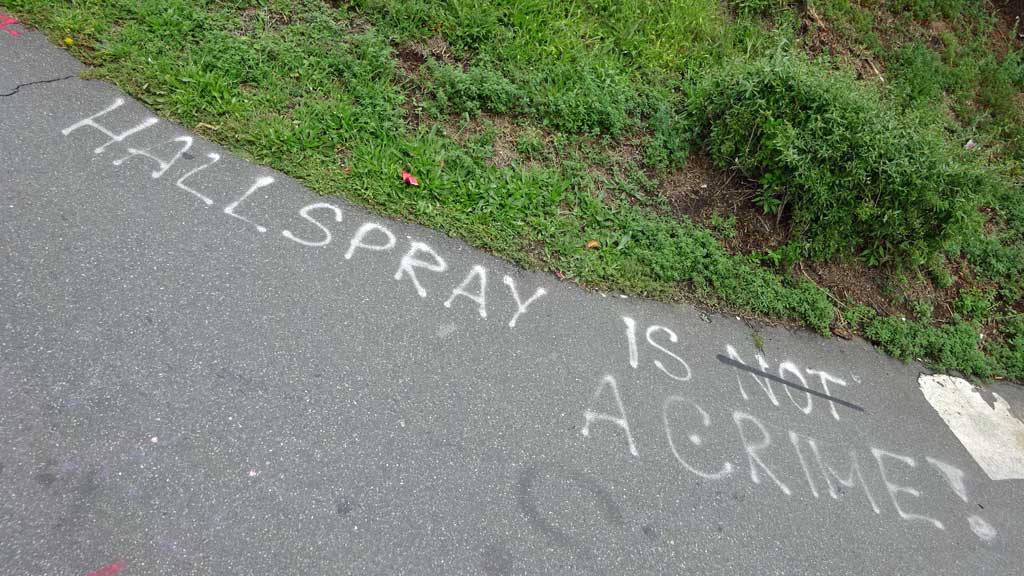 HALLSPRAY IS NOT
A CRIME!